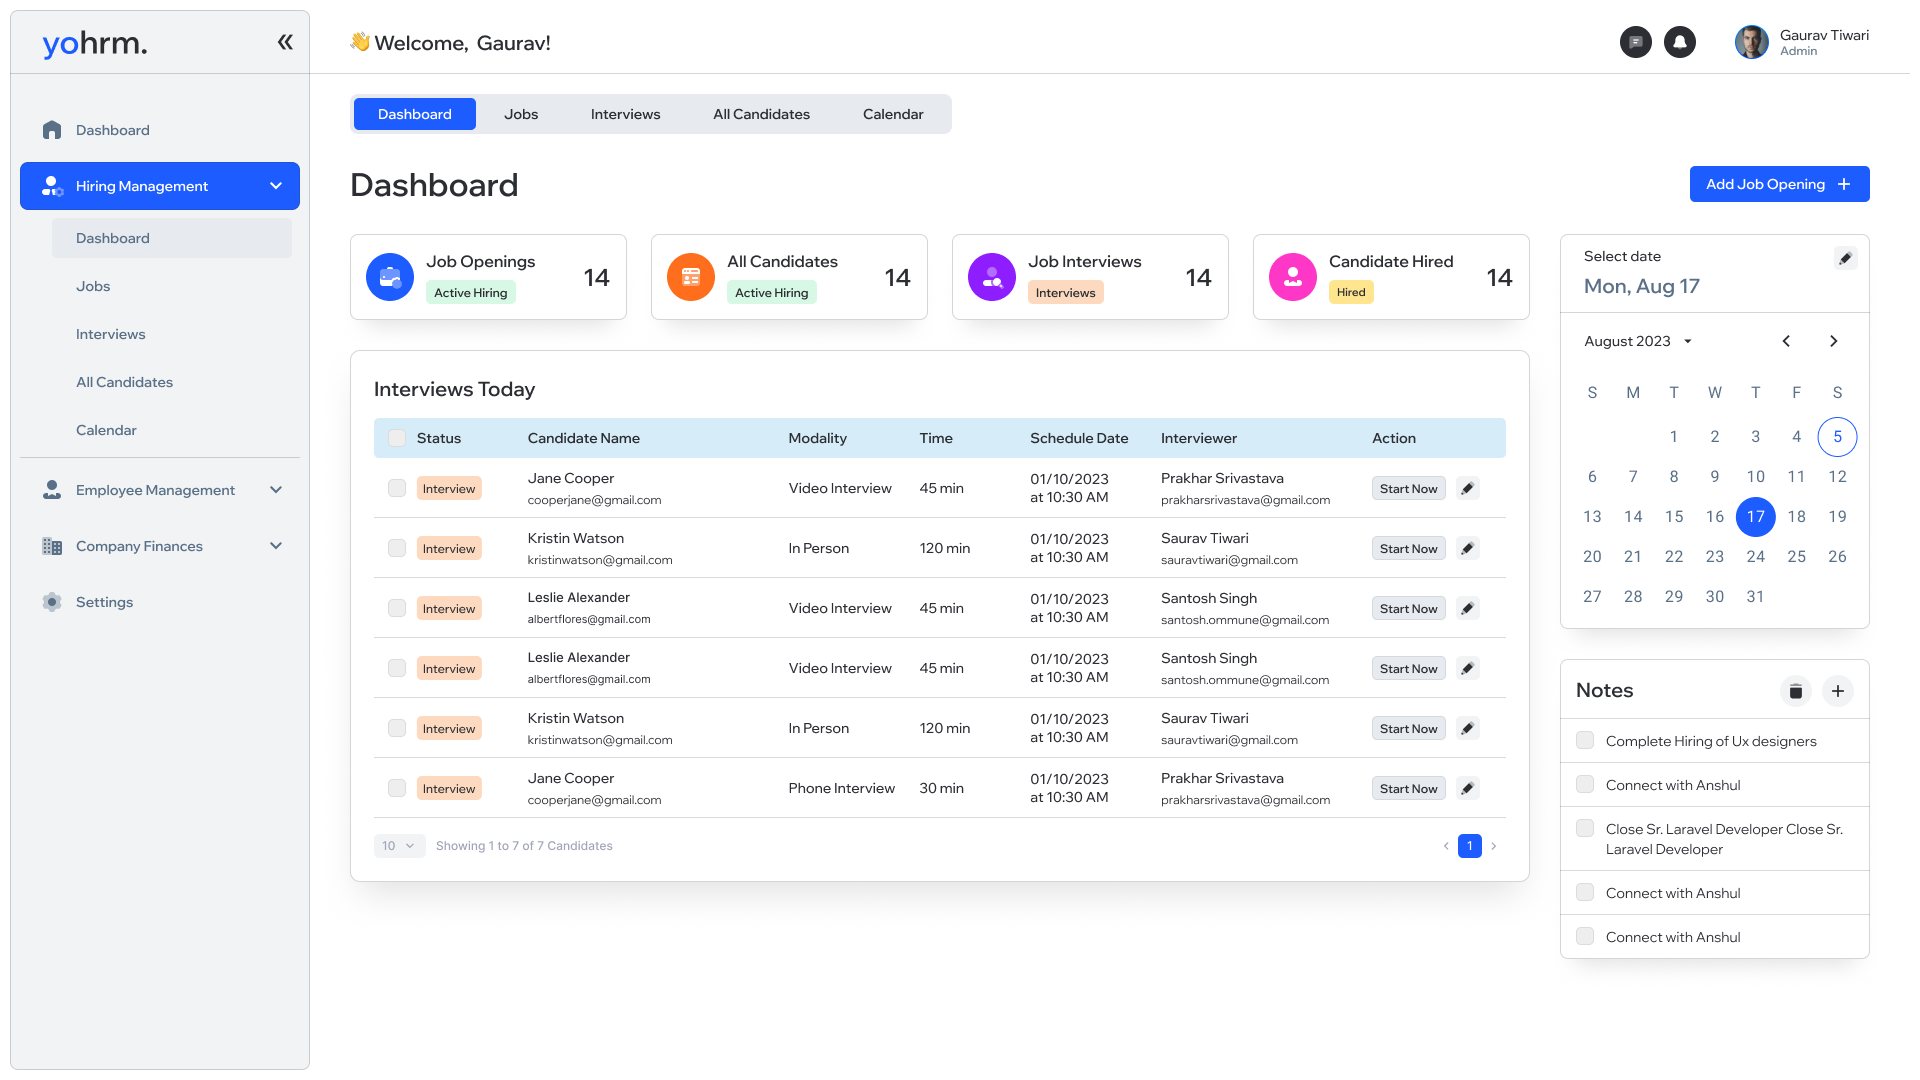 yohrm.
👋 Welcome, Gaurav!
Gaurav Tiwari
Admin
Dashboard
Hiring Management
Dashboard
Jobs
Interviews
All Candidates
Calendar
Employee Management
Company Finances
Settings
Dashboard Jobs Interviews All Candidates Calendar
Dashboard
Add Job Opening +
Job Openings
Active Hiring
14
All Candidates
Active Hiring
14
Job Interviews
Interviews
14
Candidate Hired
Hired
14
Interviews Today
Status Candidate Name Modality Time Schedule Date Interviewer Action
Interview Jane Cooper Video Interview 45 min 01/10/2023 Prakhar Srivastava Start Now
cooperjane@gmail.com at 10:30 AM prakharsrivastava@gmail.com
Interview Kristin Watson In Person 120 min 01/10/2023 Saurav Tiwari Start Now
kristinwatson@gmail.com at 10:30 AM sauravtiwari@gmail.com
Interview Leslie Alexander Video Interview 45 min 01/10/2023 Santosh Singh Start Now
albertflores@gmail.com at 10:30 AM santosh.ommune@gmail.com
Interview Leslie Alexander Video Interview 45 min 01/10/2023 Santosh Singh Start Now
albertflores@gmail.com at 10:30 AM santosh.ommune@gmail.com
Interview Kristin Watson In Person 120 min 01/10/2023 Saurav Tiwari Start Now
kristinwatson@gmail.com at 10:30 AM sauravtiwari@gmail.com
Interview Jane Cooper Phone Interview 30 min 01/10/2023 Prakhar Srivastava Start Now
cooperjane@gmail.com at 10:30 AM prakharsrivastava@gmail.com
10 Showing 1 to 7 of 7 Candidates 1
Select date
Mon, Aug 17
August 2023
S M T W T F S
1 2 3 4 5
6 7 8 9 10 11 12
13 14 15 16 17 18 19
20 21 22 23 24 25 26
27 28 29 30 31
Notes
Complete Hiring of Ux designers
Connect with Anshul
Close Sr. Laravel Developer Close Sr.
Laravel Developer
Connect with Anshul
Connect with Anshul